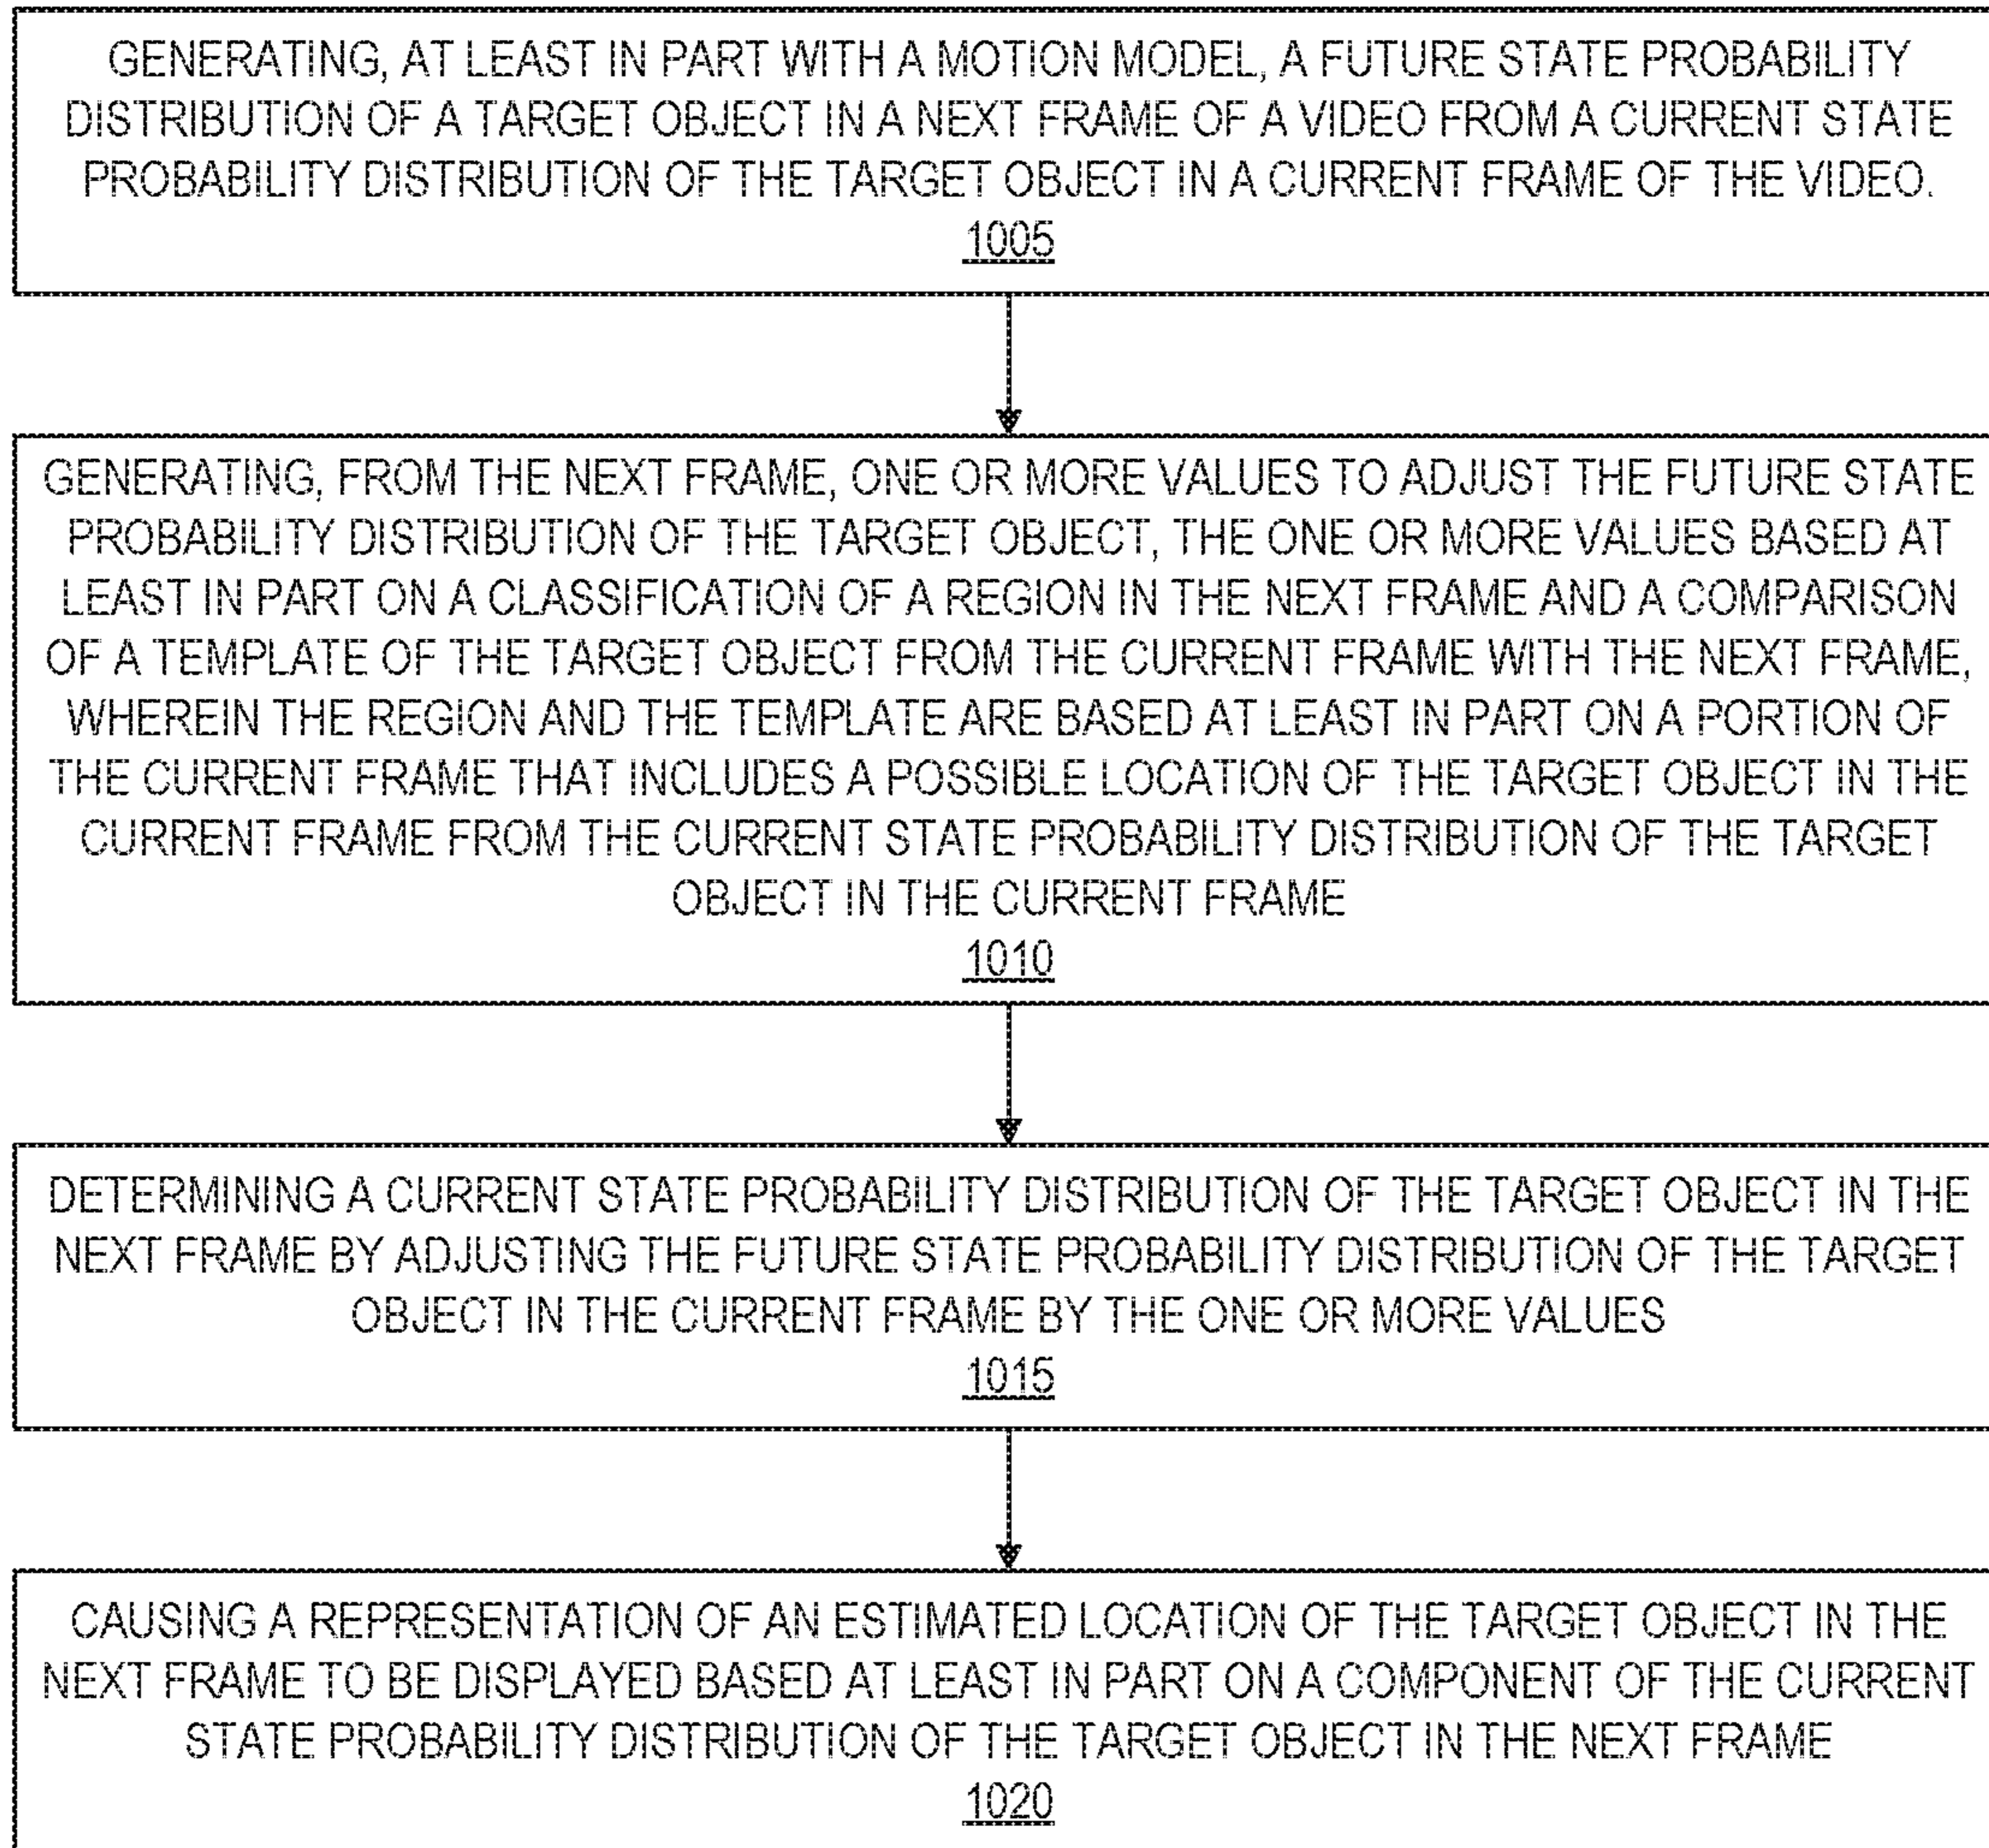 GENERATING, AT LEAST IN PART WITH A MOTION MODEL, A FUTURE STATE PROBABILITY
DISTRIBUTION OF A TARGET OBJECT IN A NEXT FRAME OF A VIDEO FROM A CURRENT STATE
PROBABILITY DISTRIBUTION OF THE TARGET OBJECT IN A CURRENT FRAME OF THE VIDEO.
1005
GENERATING, FROM THE NEXT FRAME, ONE OR MORE VALUES TO ADJUST THE FUTURE STATE
PROBABILITY DISTRIBUTION OF THE TARGET OBJECT, THE ONE OR MORE VALUES BASED AT
LEAST IN PART ON A CLASSIFICATION OF A REGION IN THE NEXT FRAME AND A COMPARISON
OF A TEMPLATE OF THE TARGET OBJECT FROM THE CURRENT FRAME WITH THE NEXT FRAME,
WHEREIN THE REGION AND THE TEMPLATE ARE BASED AT LEAST IN PART ON A PORTION OF
THE CURRENT FRAME THAT INCLUDES A POSSIBLE LOCATION OF THE TARGET OBJECT IN THE
CURRENT FRAME FROM THE CURRENT STATE PROBABILITY DISTRIBUTION OF THE TARGET
OBJECT IN THE CURRENT FRAME
1010
DETERMINING A CURRENT STATE PROBABILITY DISTRIBUTION OF THE TARGET OBJECT IN THE
NEXT FRAME BY ADJUSTING THE FUTURE STATE PROBABILITY DISTRIBUTION OF THE TARGET
OBJECT IN THE CURRENT FRAME BY THE ONE OR MORE VALUES
1015
CAUSING A REPRESENTATION OF AN ESTIMATED LOCATION OF THE TARGET OBJECT IN THE
NEXT FRAME TO BE DISPLAYED BASED AT LEAST IN PART ON A COMPONENT OF THE CURRENT
STATE PROBABILITY DISTRIBUTION OF THE TARGET OBJECT IN THE NEXT FRAME
1020